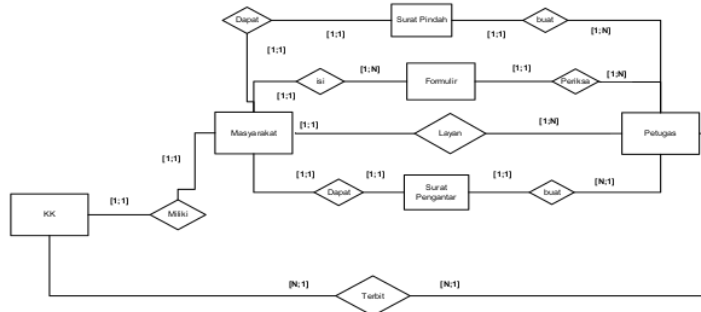 Dapat
[1;1]
Surat Pindah
[1;1]
buat
[1;N]
[1;1]
isi
[1;N]
Formulir
[1;1]
Periksa
[1;N]
[1;1]
Masyarakat
[1;1]
Layan
[1;N]
Petugas
[1;1]
[1;1]
Dapat
[1;1]
Surat
Pengantar
[1;1]
buat
[N;1]
KK
[1;1]
Miliki
[N;1]
Terbit
[N;1]